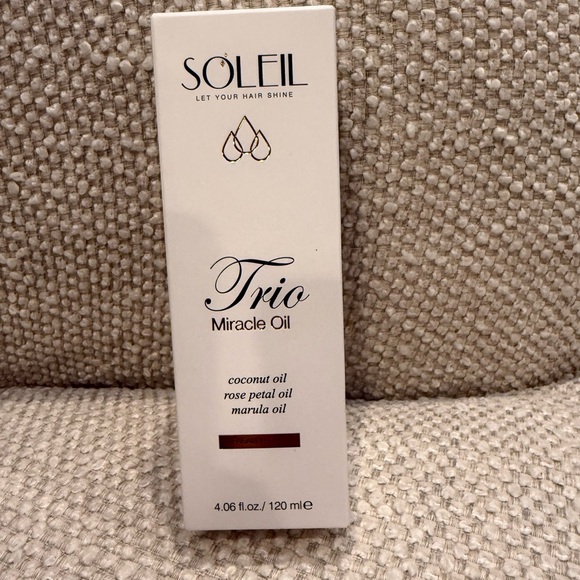 SOLEIL
LET YOUR HAIR SHINE
Trio
Miracle Oil
coconut oil
rose petal oil
marula oil
4.06 fl.oz./ 120 ml℮